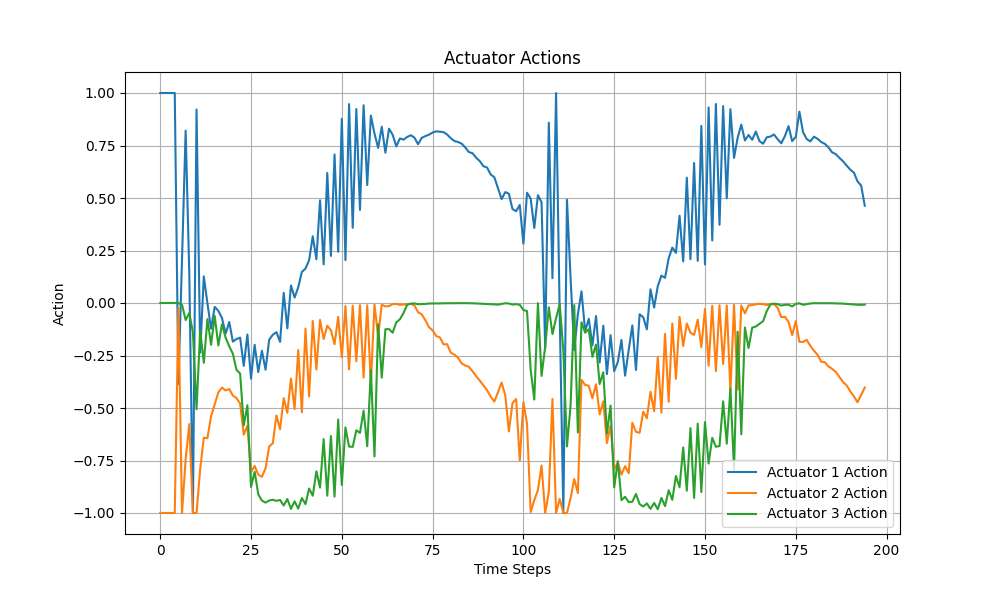 Actuator Actions
Action
1.00
0.75
0.50
0.25
0.00
−0.25
−0.50
−0.75
−1.00
0 25 50 75 100 125 150 175 200
Time Steps
Actuator 1 Action
Actuator 2 Action
Actuator 3 Action